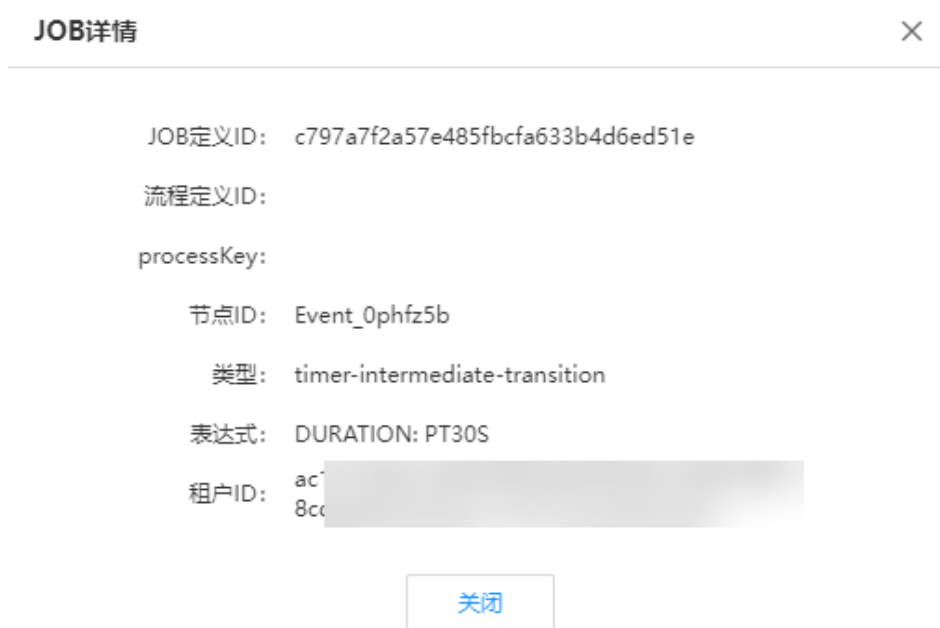 JOB详情
JOB定义ID： c797a7f2a57e485fbcfa633b4d6ed51e
流程定义ID：
processKey:
节点ID： Event_0phfz5b
类型： timer-intermediate-transition
表达式： DURATION: PT30S
租户ID：
关闭